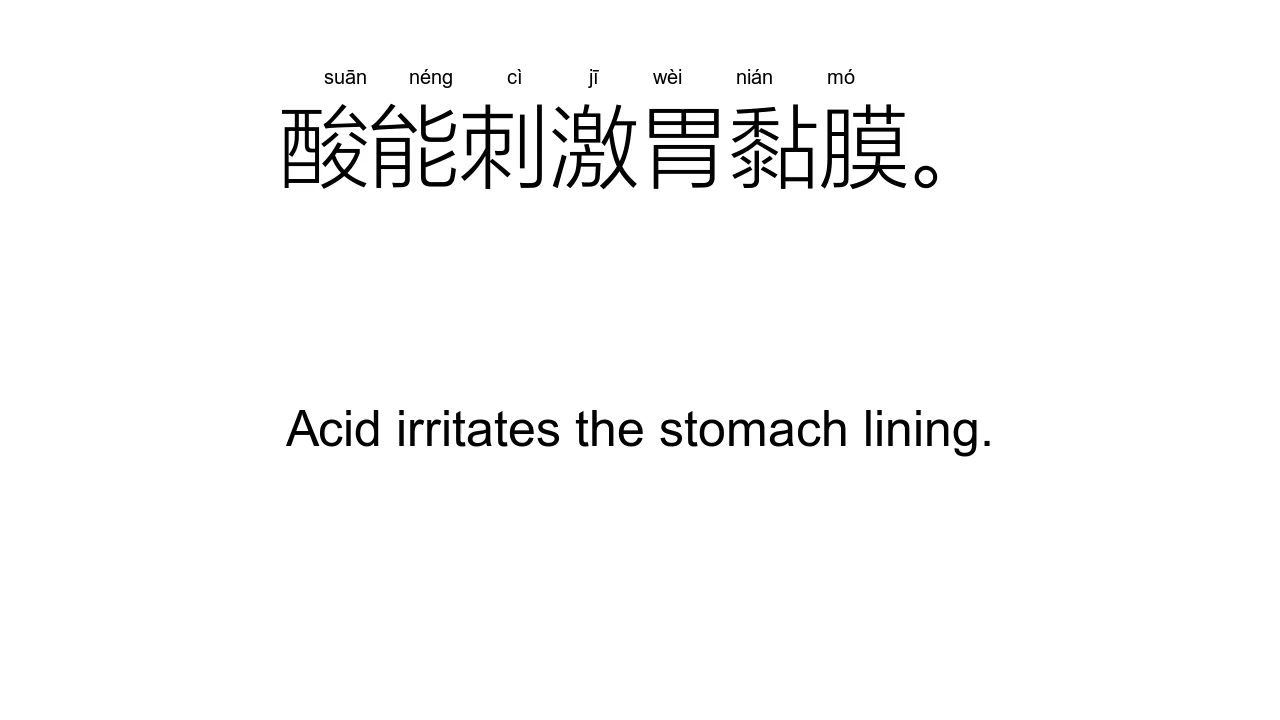 suān néng cì jī wèi nián mó
酸能刺激胃黏膜。
Acid irritates the stomach lining.